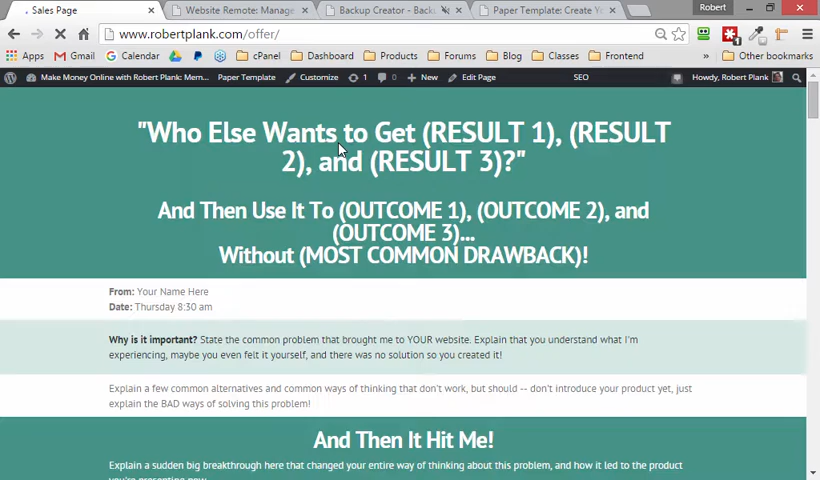 Sales Page
Website Remote: Manage
Backup Creator - Back
Paper Template: Create Yo
Robert
www.robertplank.com/offer/
Apps Gmail Calendar cPanel Dashboard Products Forums Blog Classes Frontend » Other bookmarks
Make Money Online with Robert Plank: Mem... Paper Template Customize 1 0 New Edit Page SEO Howdy, Robert Plank
"Who Else Wants to Get (RESULT 1), (RESULT
2), and (RESULT 3)?"
And Then Use It To (OUTCOME 1), (OUTCOME 2), and
(OUTCOME 3)...
Without (MOST COMMON DRAWBACK)!
From: Your Name Here
Date: Thursday 8:30 am
Why is it important? State the common problem that brought me to YOUR website. Explain that you understand what I'm
experiencing, maybe you even felt it yourself, and there was no solution so you created it!
Explain a few common alternatives and common ways of thinking that don't work, but should -- don't introduce your product yet, just
explain the BAD ways of solving this problem!
And Then It Hit Me!
Explain a sudden big breakthrough here that changed your entire way of thinking about this problem, and how it led to the product
you're presenting now.